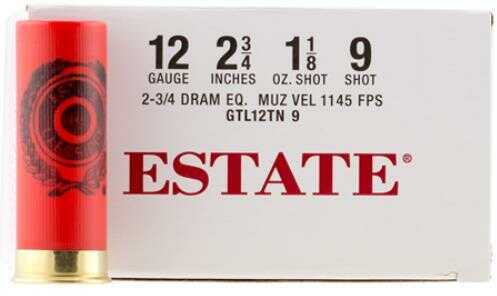 12 2 3/4 1 1/8 9
GAUGE INCHES OZ. SHOT SHOT
2-3/4 DRAM EQ. MUZ VEL 1145 FPS
GTL12TN 9
ESTATE®